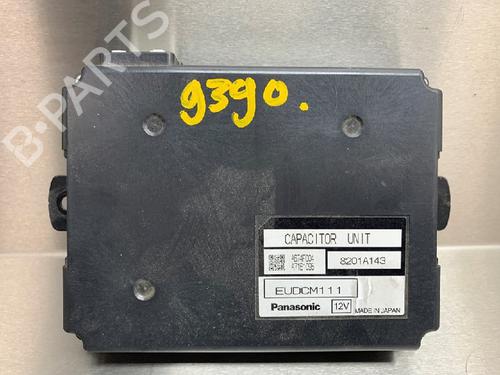 B-PARTS
9390.
CAPACITOR UNIT
8201A143
EUDCM111
Panasonic 12V MADE IN JAPAN